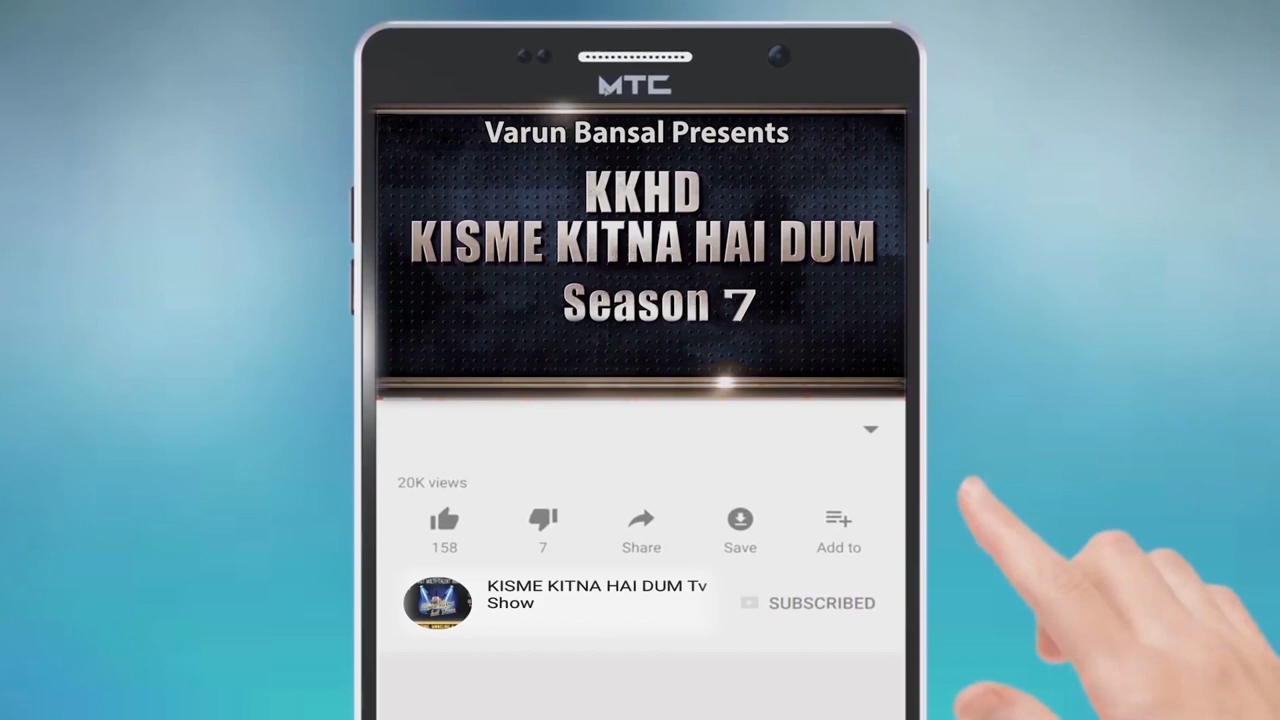 MTC
Varun Bansal Presents
KKHD
KISME KITNA HAI DUM
Season 7
20K views
158
7
Share
Save
Add to
KISME KITNA HAI DUM Tv
Show
SUBSCRIBED